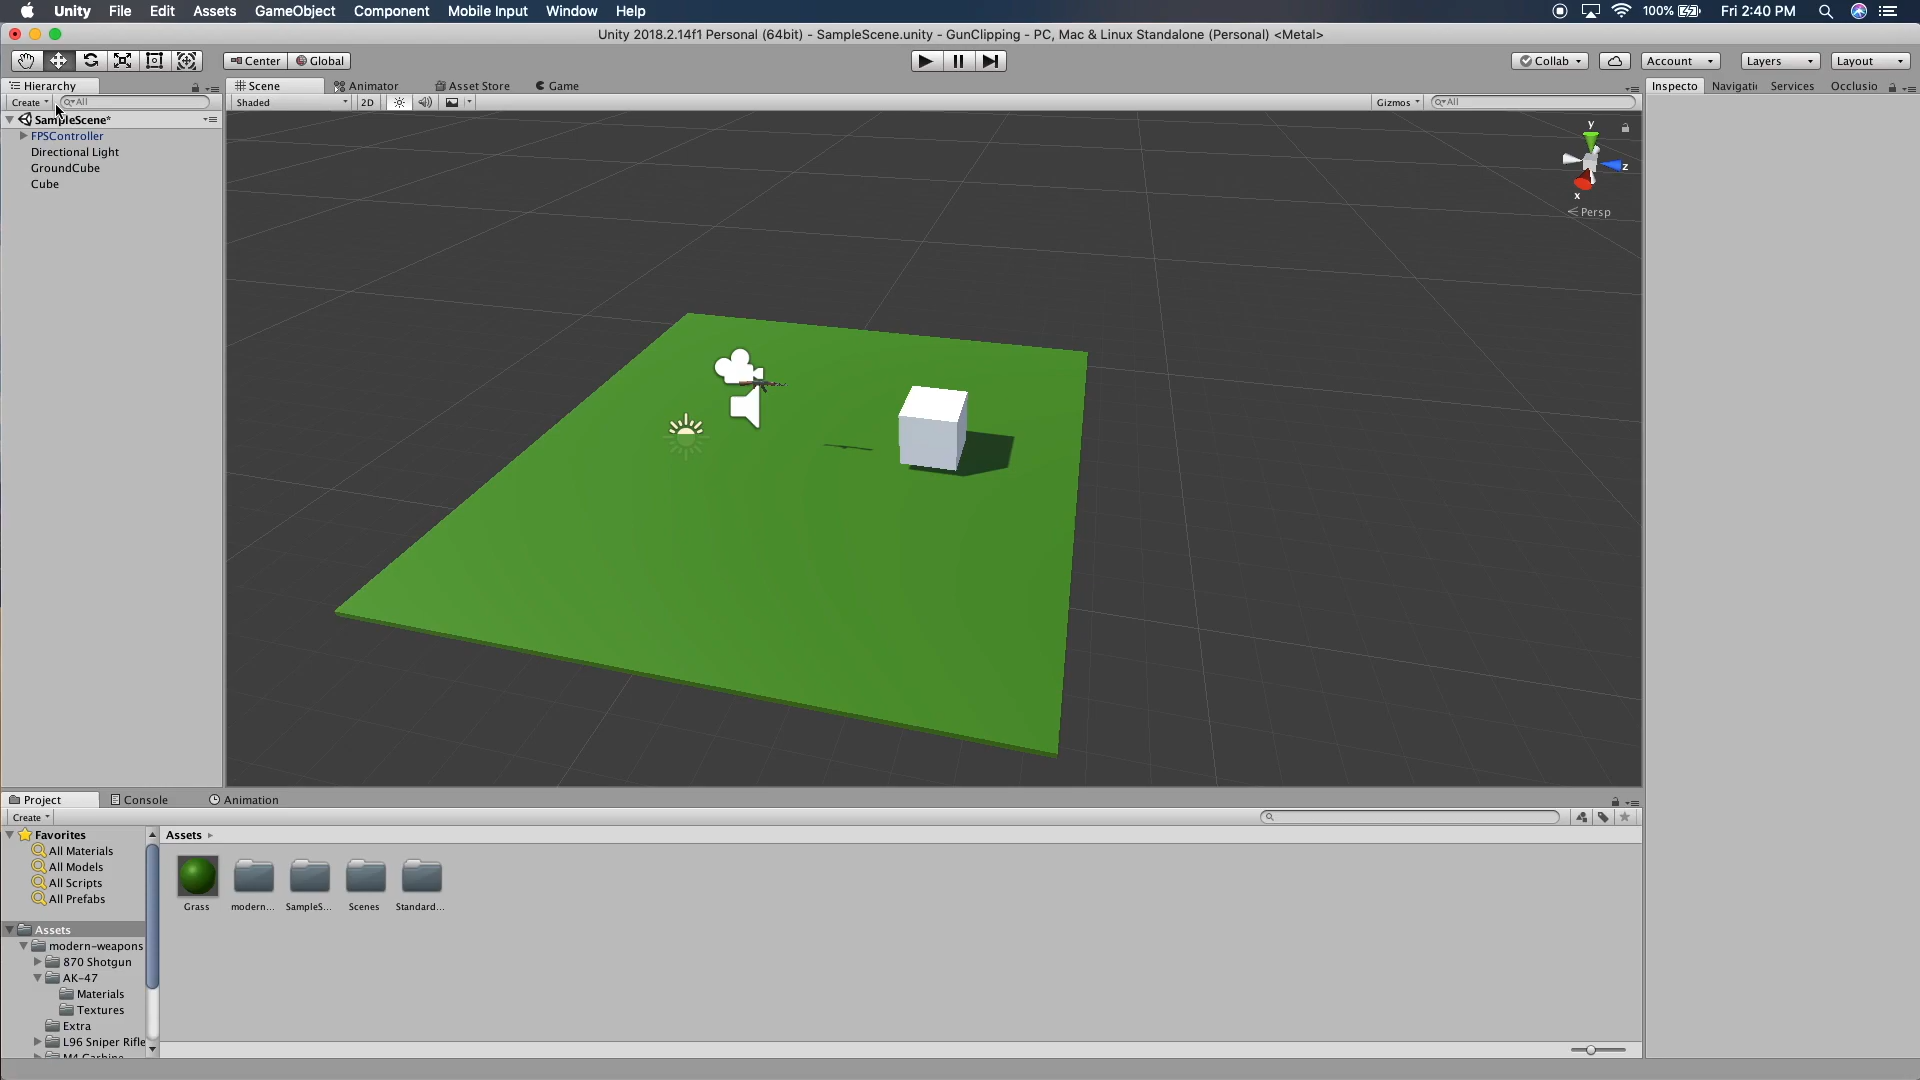 Unity File Edit Assets GameObject Component Mobile Input Window Help 100% Fri 2:40 PM
Unity 2018.2.14f1 Personal (64bit) - SampleScene.unity - GunClipping - PC, Mac & Linux Standalone (Personal) <Metal>
Center Global Collab Account Layers Layout
Hierarchy Scene Animator Asset Store Game Inspecto Navigati Services Occlusio
Create All Shaded 2D Gizmos All
SampleScene*
FPSController
Directional Light
GroundCube
Cube
y
z
x
Persp
Project Console Animation
Create
Favorites
All Materials
All Models
All Scripts
All Prefabs
Assets
modern-weapons
870 Shotgun
AK-47
Materials
Textures
Extra
L96 Sniper Rifle
M4 Carbine
Assets
Grass modern... SampleS... Scenes Standard...